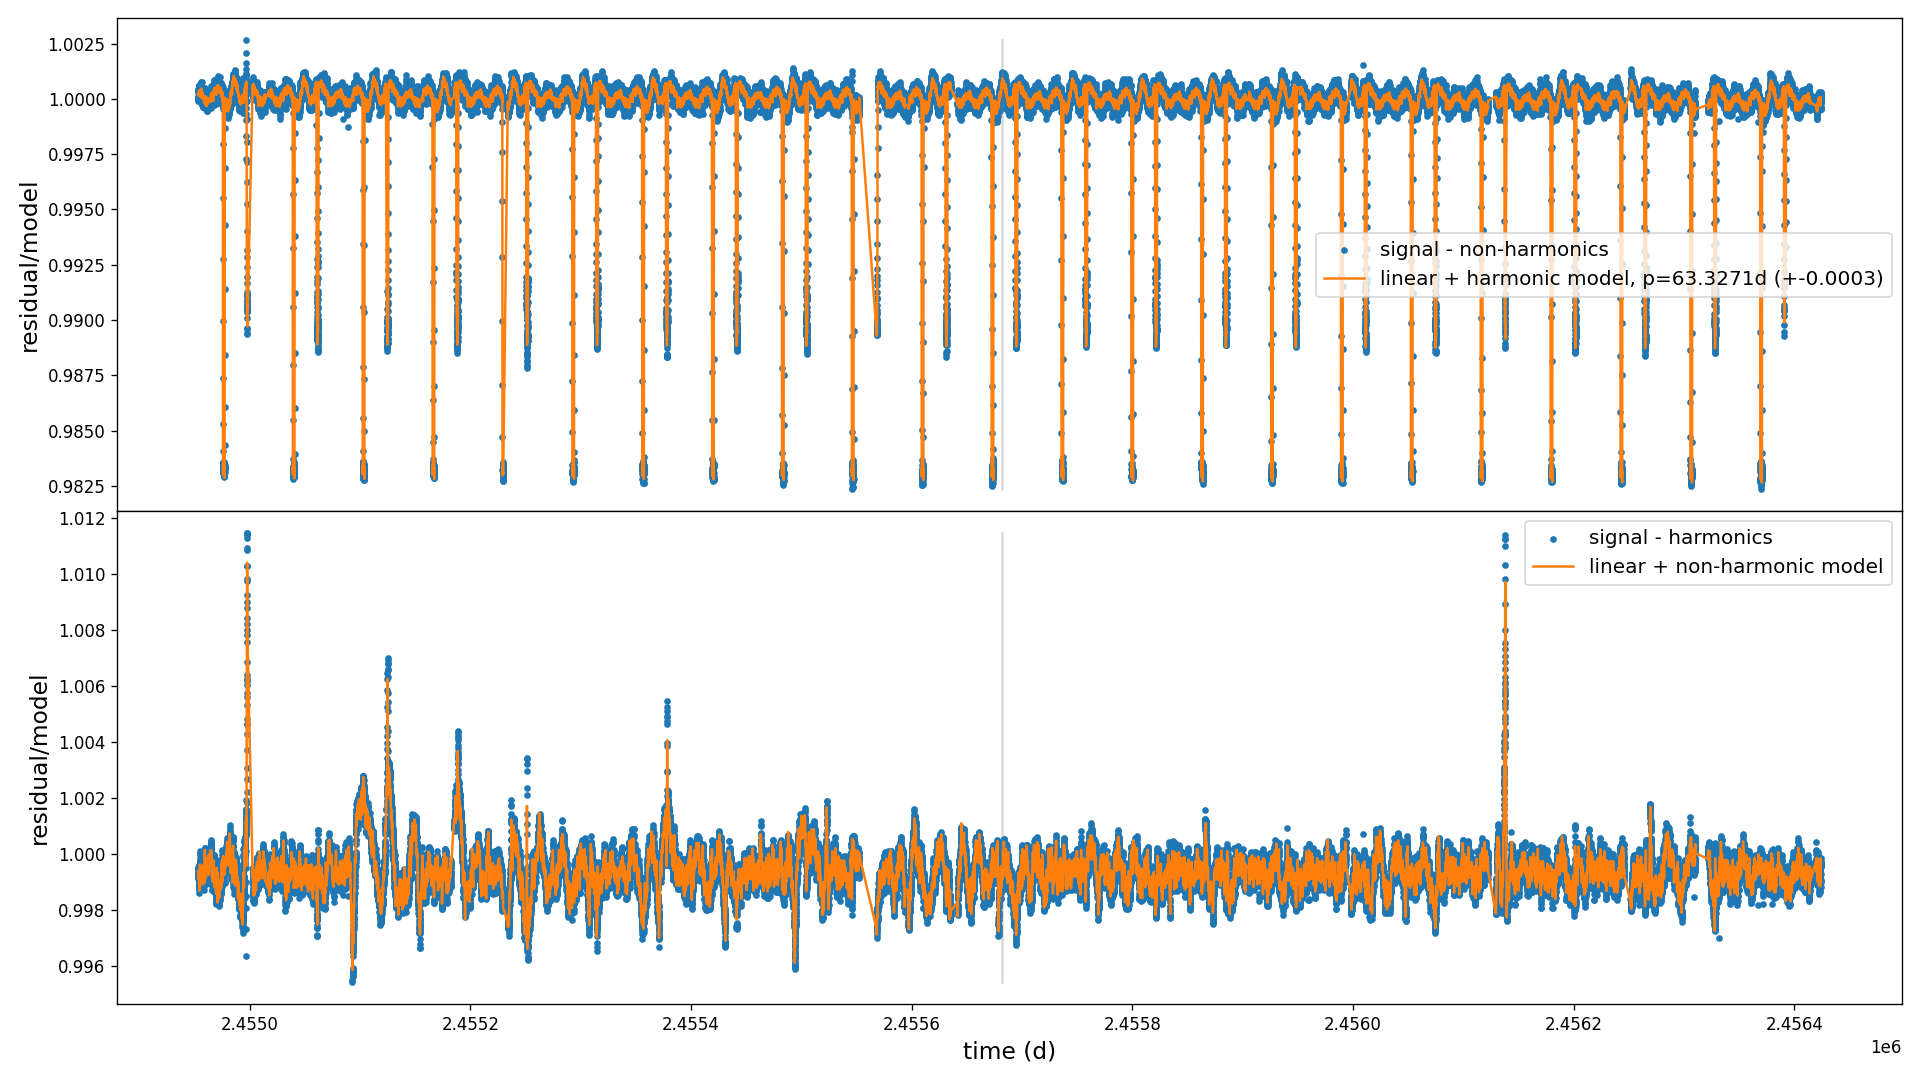 1.0025
1.0000
0.9975
0.9950
0.9925
0.9900
0.9875
0.9850
0.9825
residual/model
signal - non-harmonics
linear + harmonic model, p=63.3271d (+-0.0003)
1.012
1.010
1.008
1.006
1.004
1.002
1.000
0.998
0.996
residual/model
signal - harmonics
linear + non-harmonic model
2.4550 2.4552 2.4554 2.4556 2.4558 2.4560 2.4562 2.4564
1e6
time (d)